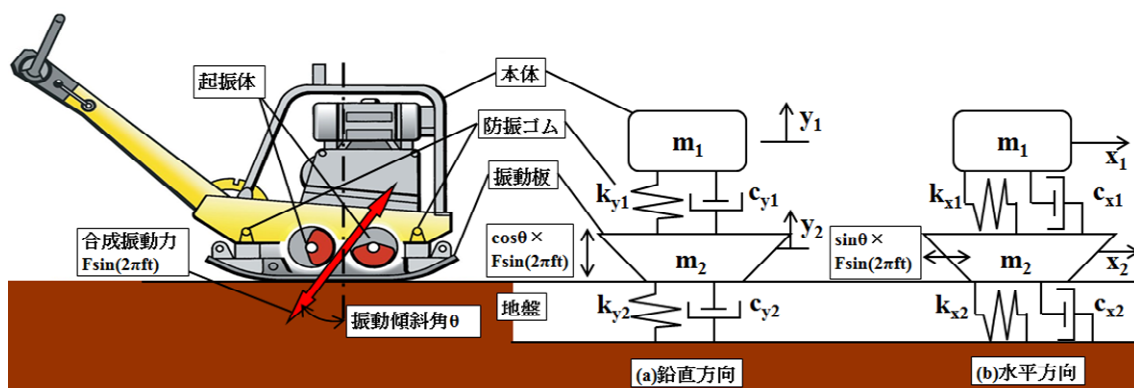 起振体
本体
防振ゴム
振動板
合成振動力
Fsin(2πft)
振動傾斜角θ
地盤
y1
m1
ky1
cy1
y2
cosθ×
Fsin(2πft)
m2
ky2
cy2
(a)鉛直方向
m1
x1
kx1
cx1
sinθ×
Fsin(2πft)
m2
x2
kx2
cx2
(b)水平方向